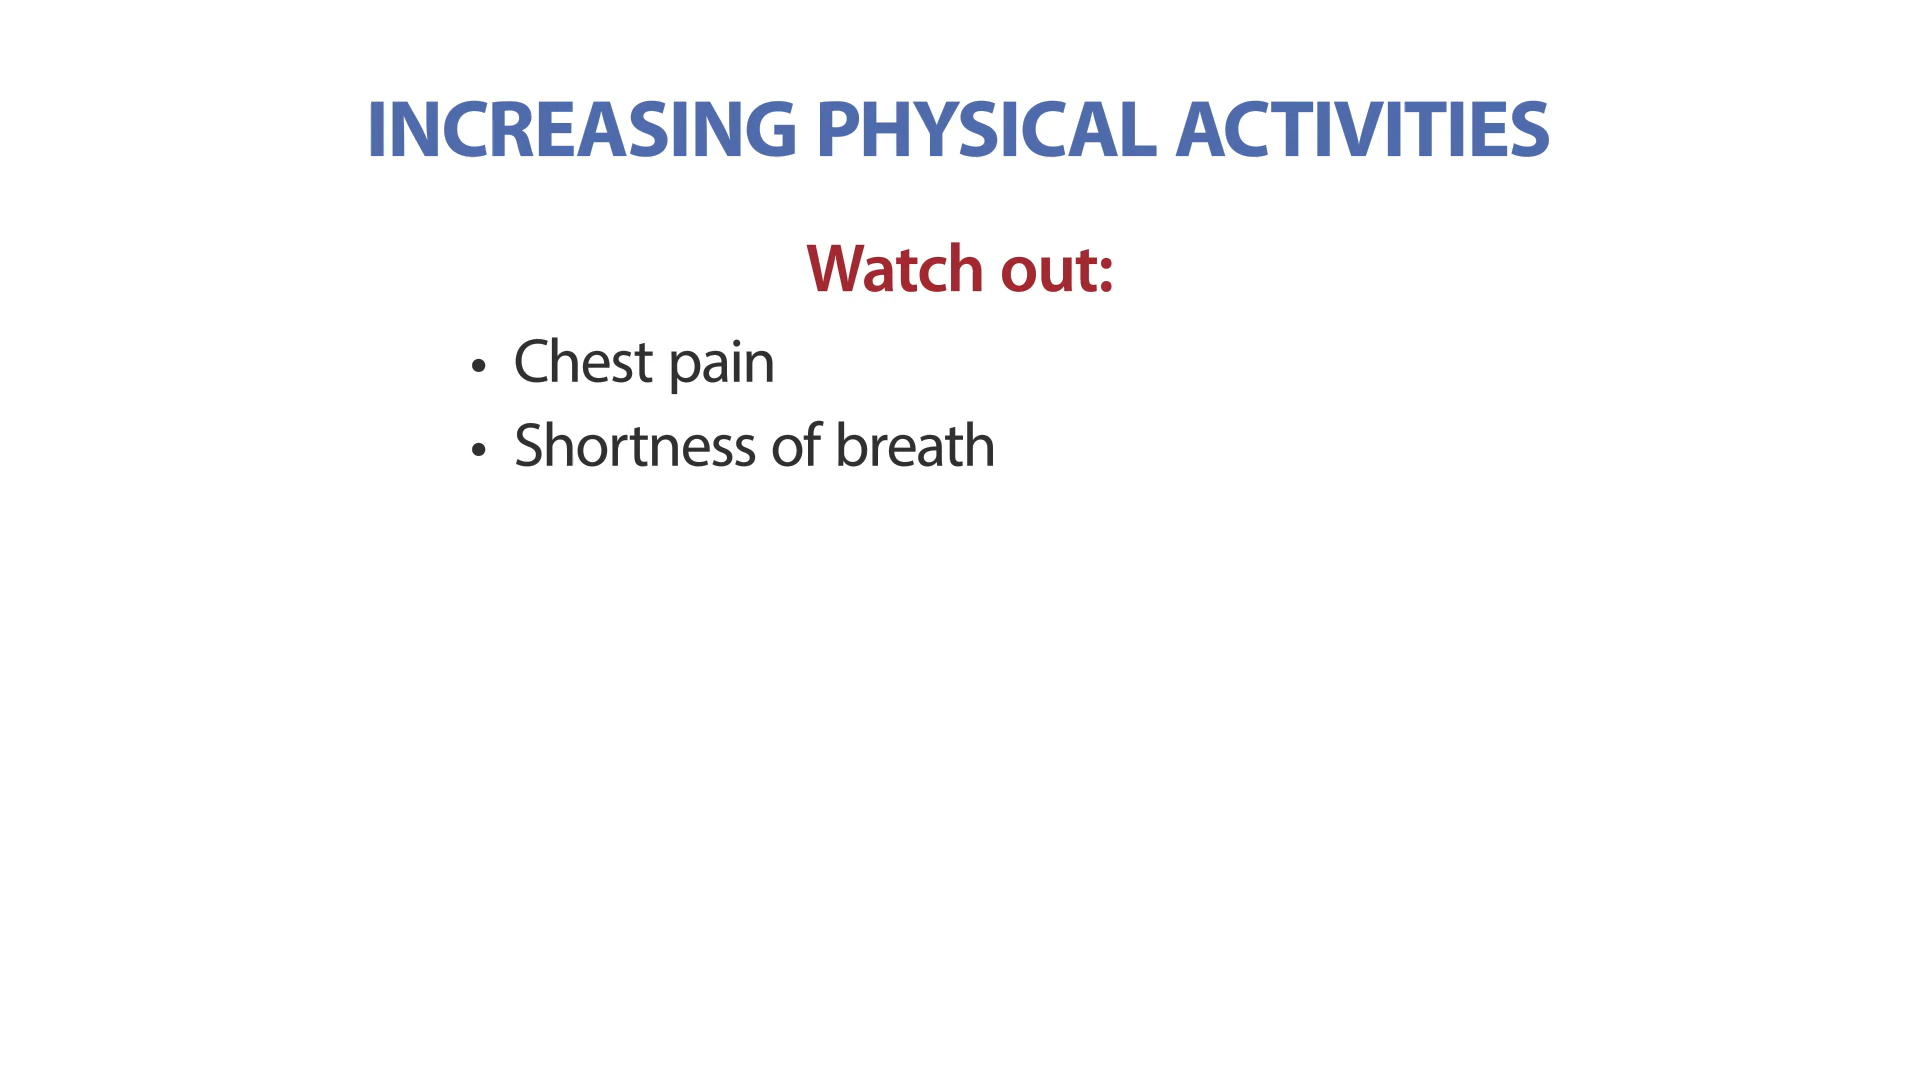 INCREASING PHYSICAL ACTIVITIES
Watch out:
• Chest pain
• Shortness of breath